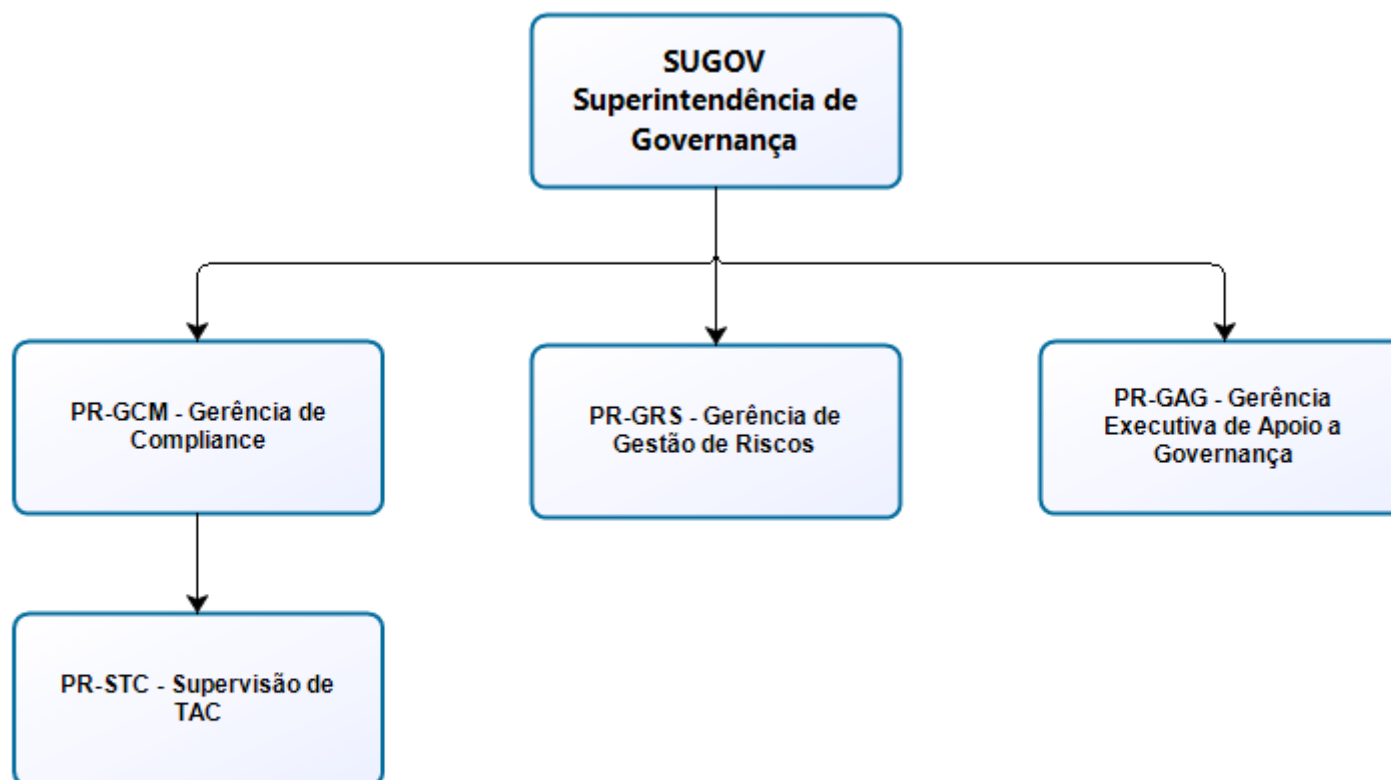 SUGOV
Superintendência de
Governança
PR-GCM - Gerência de
Compliance
PR-GRS - Gerência de
Gestão de Riscos
PR-GAG - Gerência
Executiva de Apoio a
Governança
PR-STC - Supervisão de
TAC